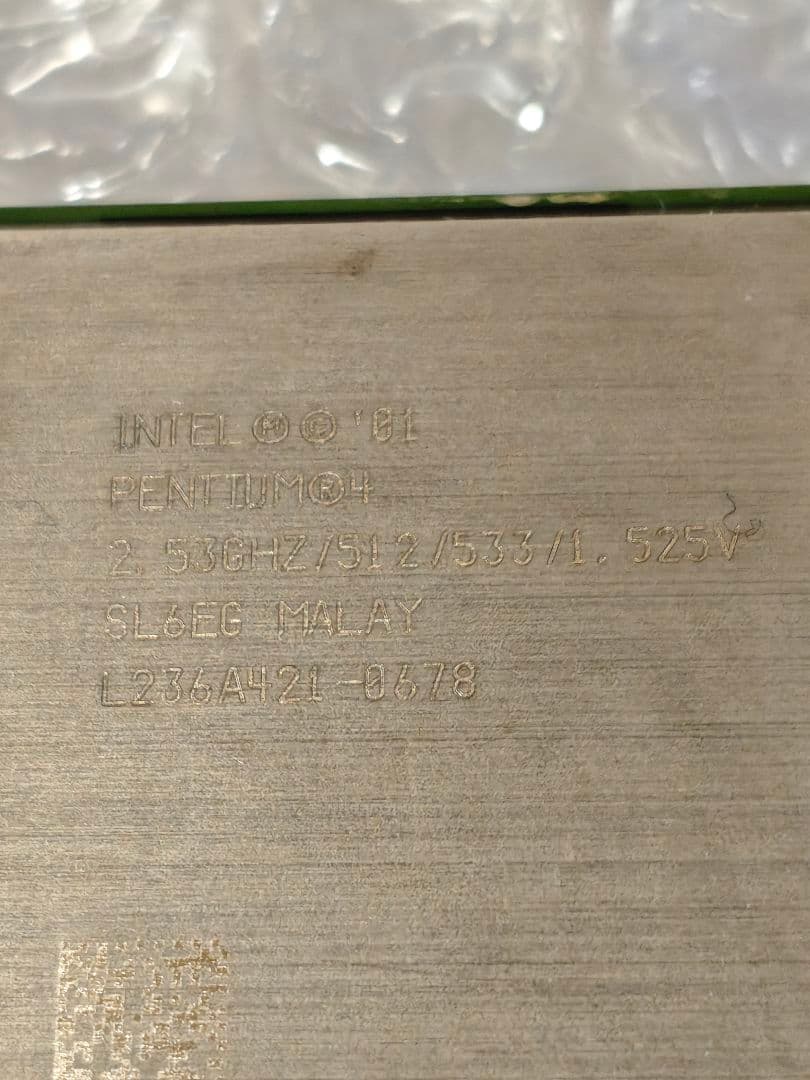 INTEL Ⓜ © '01
PENTIUM® 4
2.53GHZ/512/533/1.525V
SL6EG MALAY
L236A421-0678